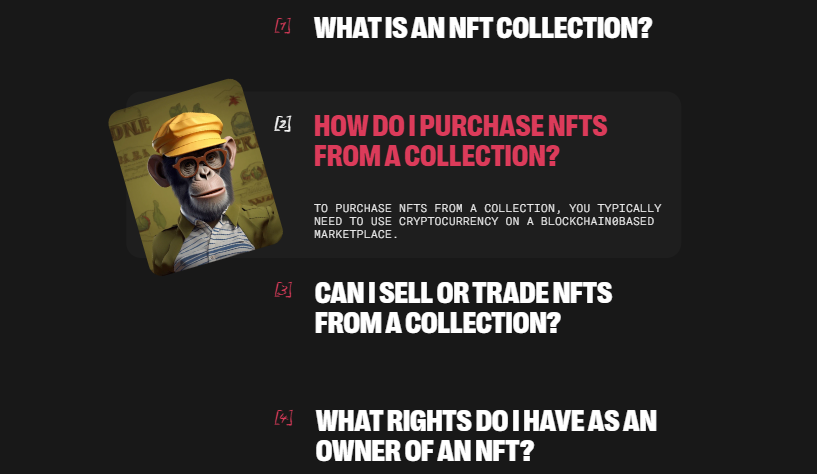 [1] WHAT IS AN NFT COLLECTION?
[2] HOW DO I PURCHASE NFTS
FROM A COLLECTION?
TO PURCHASE NFTS FROM A COLLECTION, YOU TYPICALLY
NEED TO USE CRYPTOCURRENCY ON A BLOCKCHAIN0BASED
MARKETPLACE.
[3] CAN I SELL OR TRADE NFTS
FROM A COLLECTION?
[4] WHAT RIGHTS DO I HAVE AS AN
OWNER OF AN NFT?